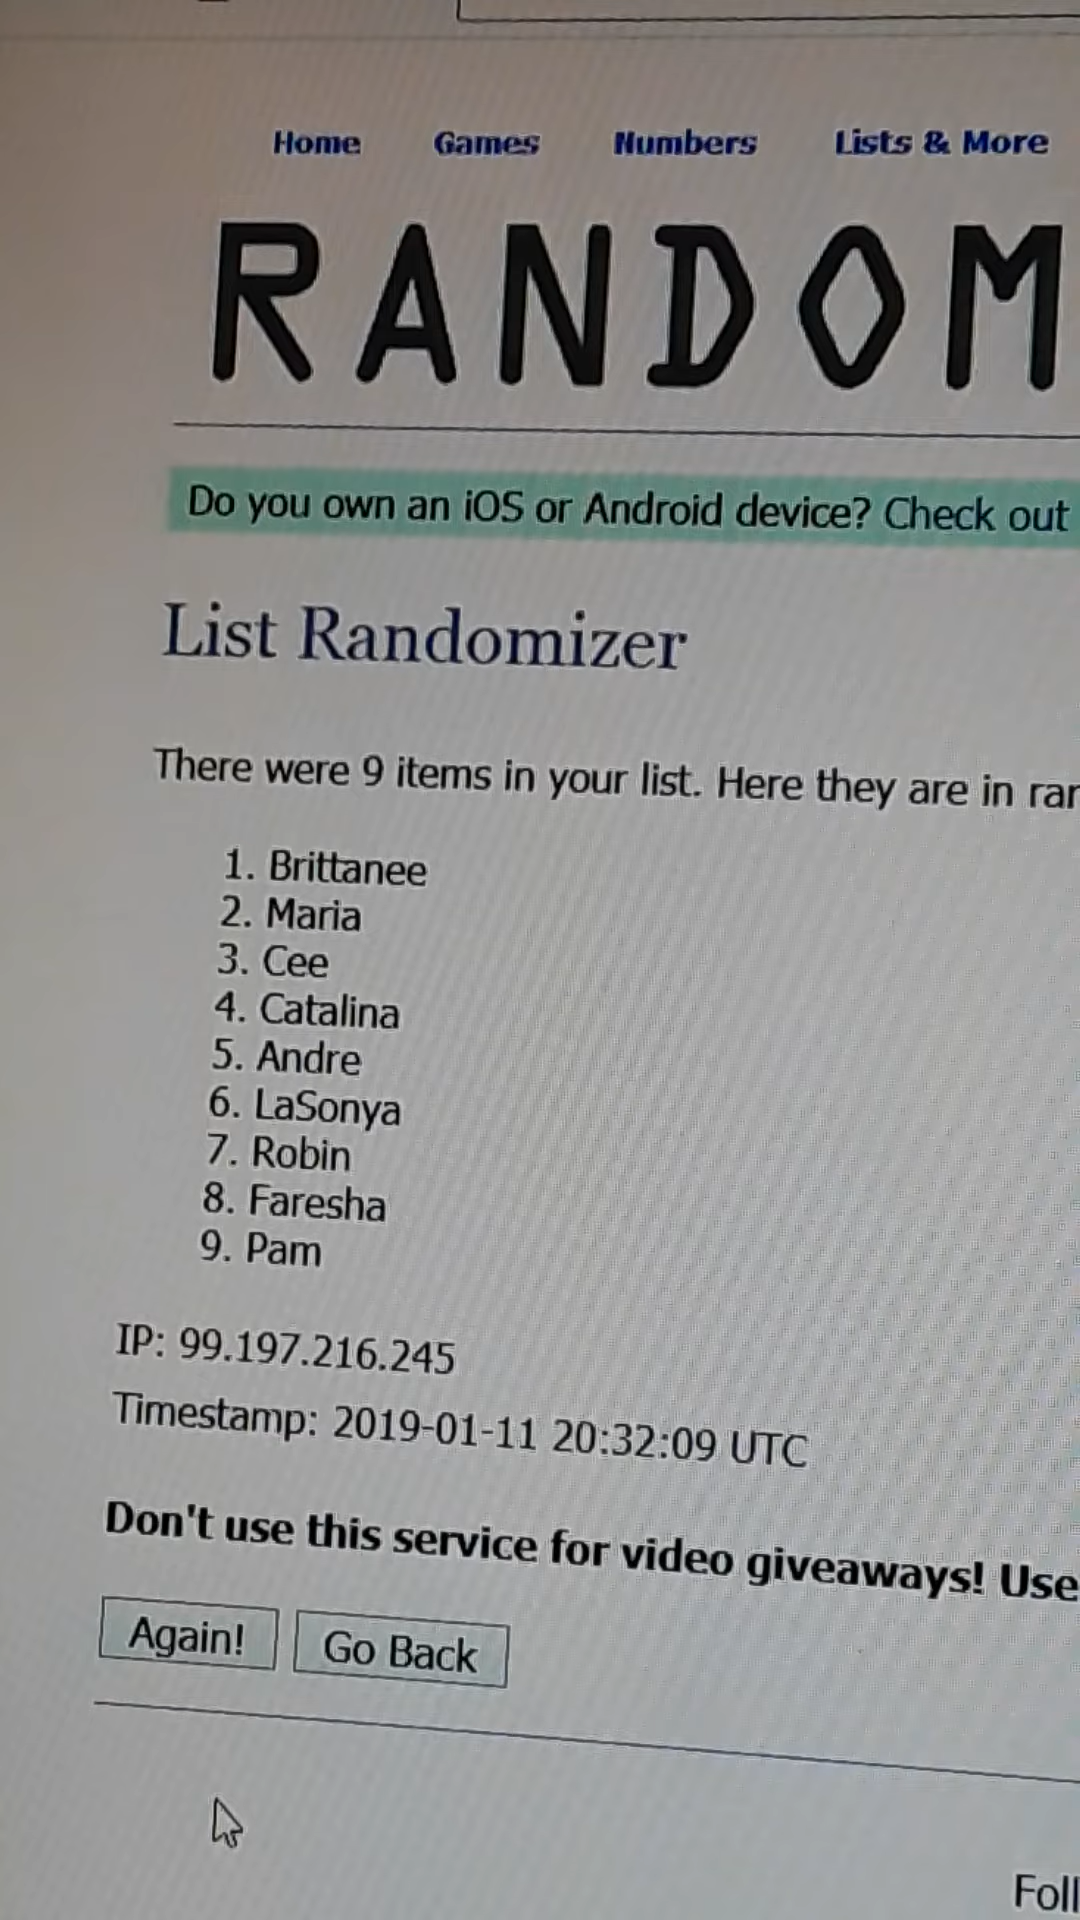 Home Games Numbers Lists & More
RANDOM
Do you own an iOS or Android device? Check out
List Randomizer
There were 9 items in your list. Here they are in ran
1. Brittanee
2. Maria
3. Cee
4. Catalina
5. Andre
6. LaSonya
7. Robin
8. Faresha
9. Pam
IP: 99.197.216.245
Timestamp: 2019-01-11 20:32:09 UTC
Don't use this service for video giveaways! Use
Again! Go Back
Foll